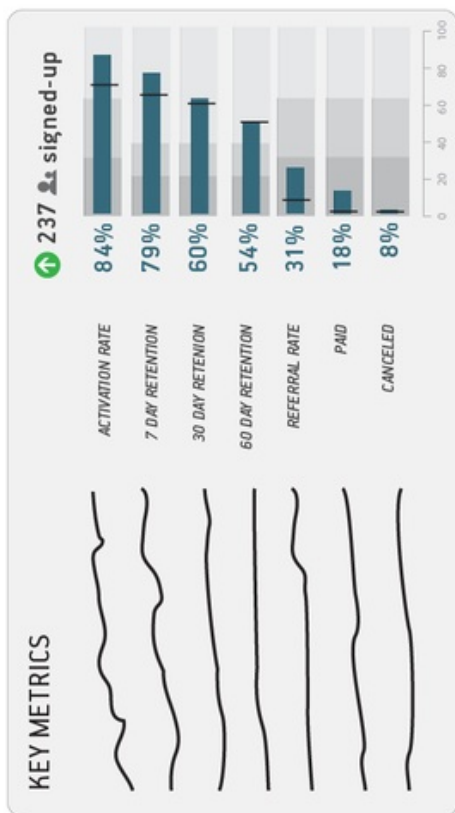 KEY METRICS
237 signed-up
ACTIVATION RATE 84%
7 DAY RETENTION 79%
30 DAY RETENION 60%
60 DAY RETENTION 54%
REFERRAL RATE 31%
PAID 18%
CANCELED 8%
0 20 40 60 80 100